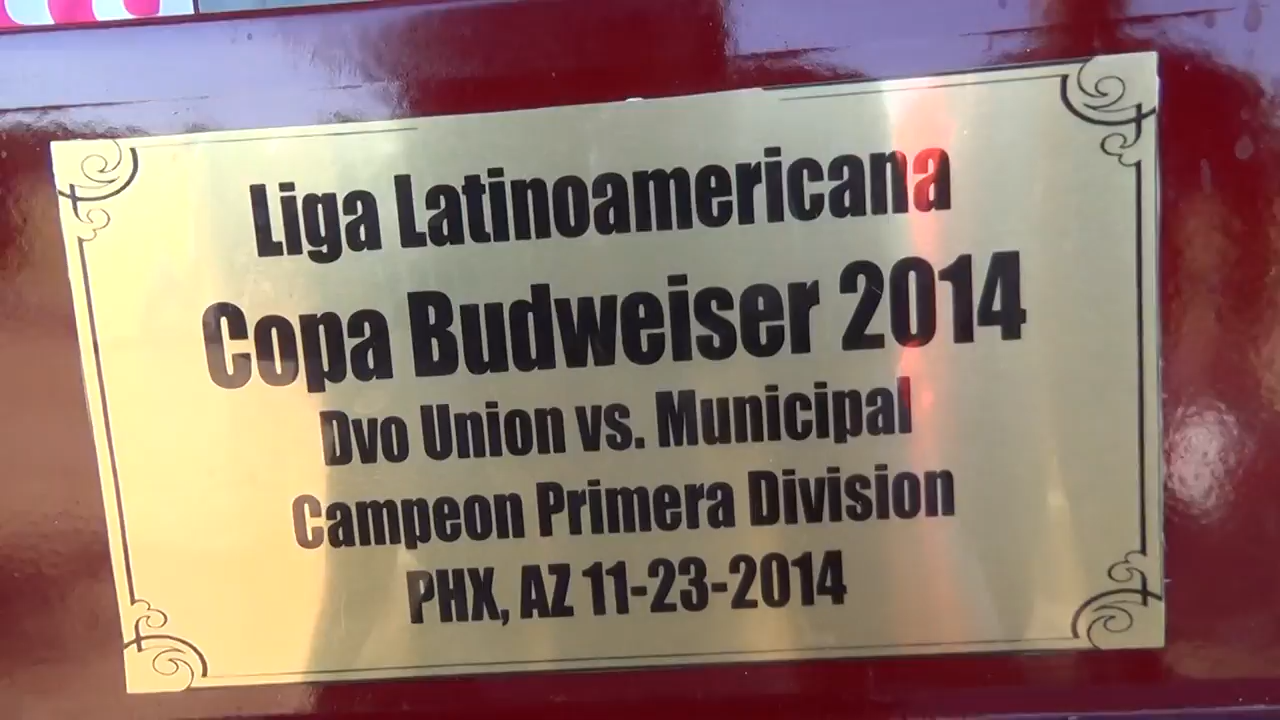 Liga Latinoamericana
Copa Budweiser 2014
Dvo Union vs. Municipal
Campeon Primera Division
PHX, AZ 11-23-2014